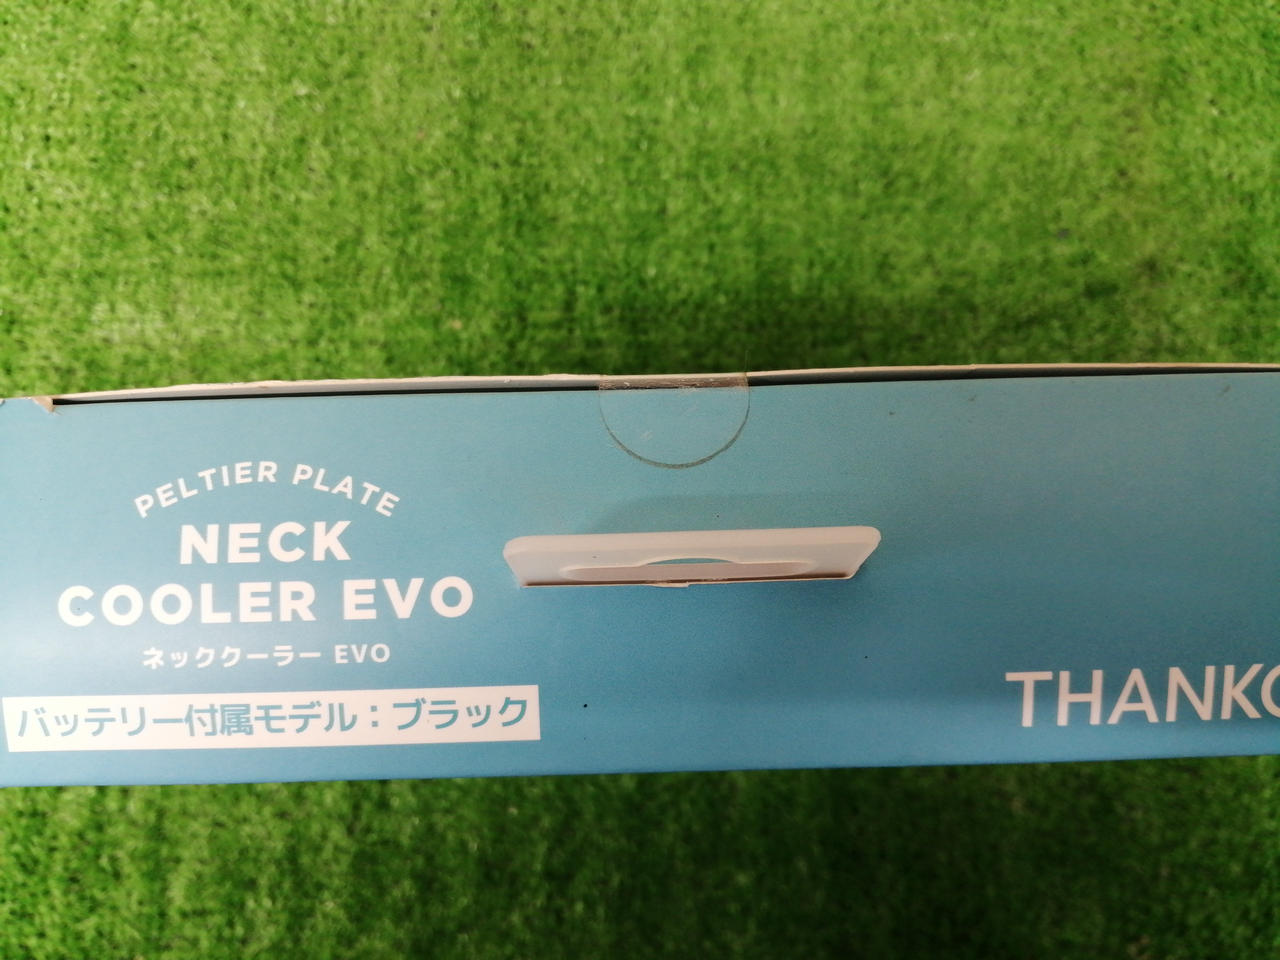 PELTIER PLATE
NECK
COOLER EVO
ネッククーラー EVO
バッテリー付属モデル：ブラック
THANKO